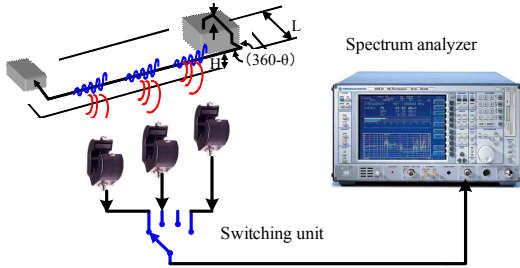 L
H
(360-θ)
Spectrum analyzer
Switching unit